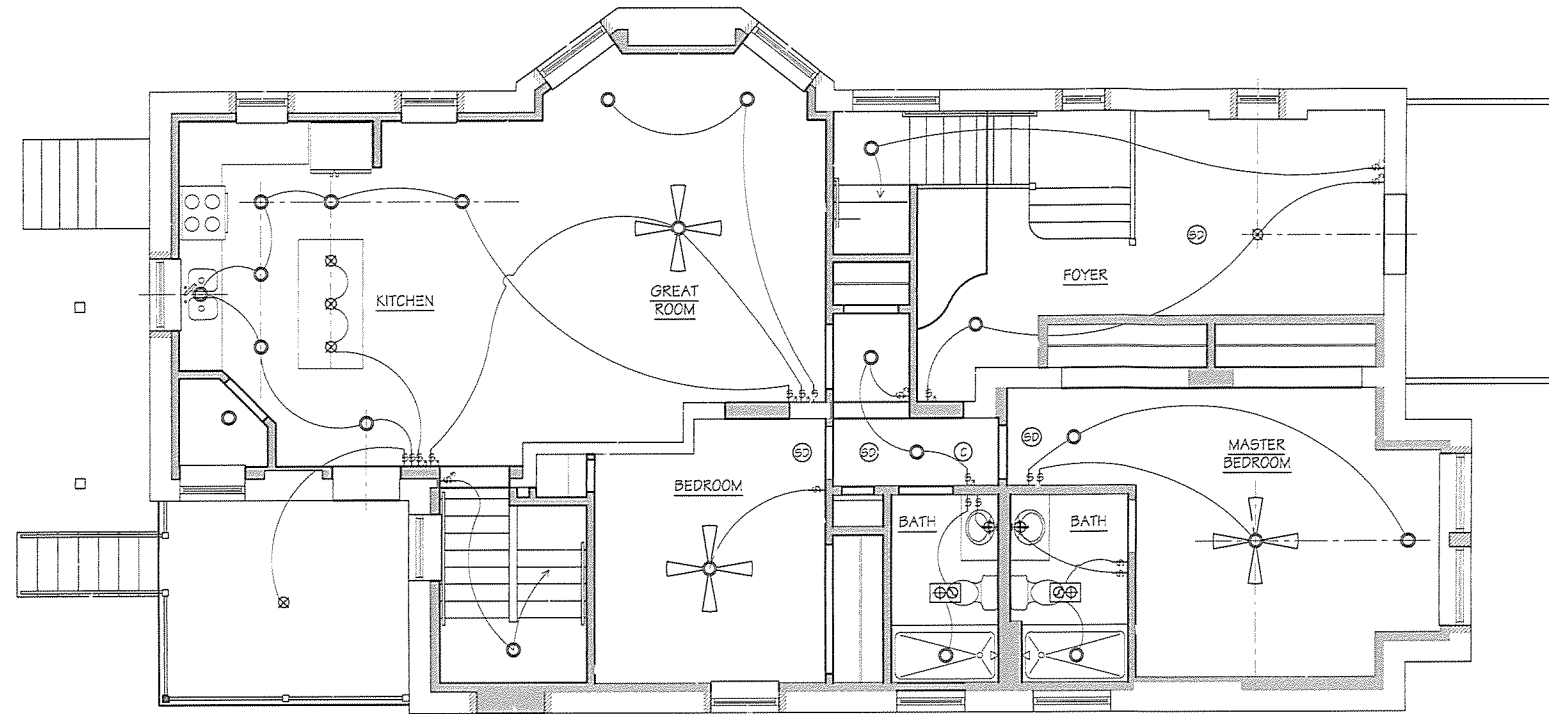 KITCHEN
GREAT
ROOM
FOYER
SD
BEDROOM
SD
SD
C
SD
MASTER
BEDROOM
BATH
BATH